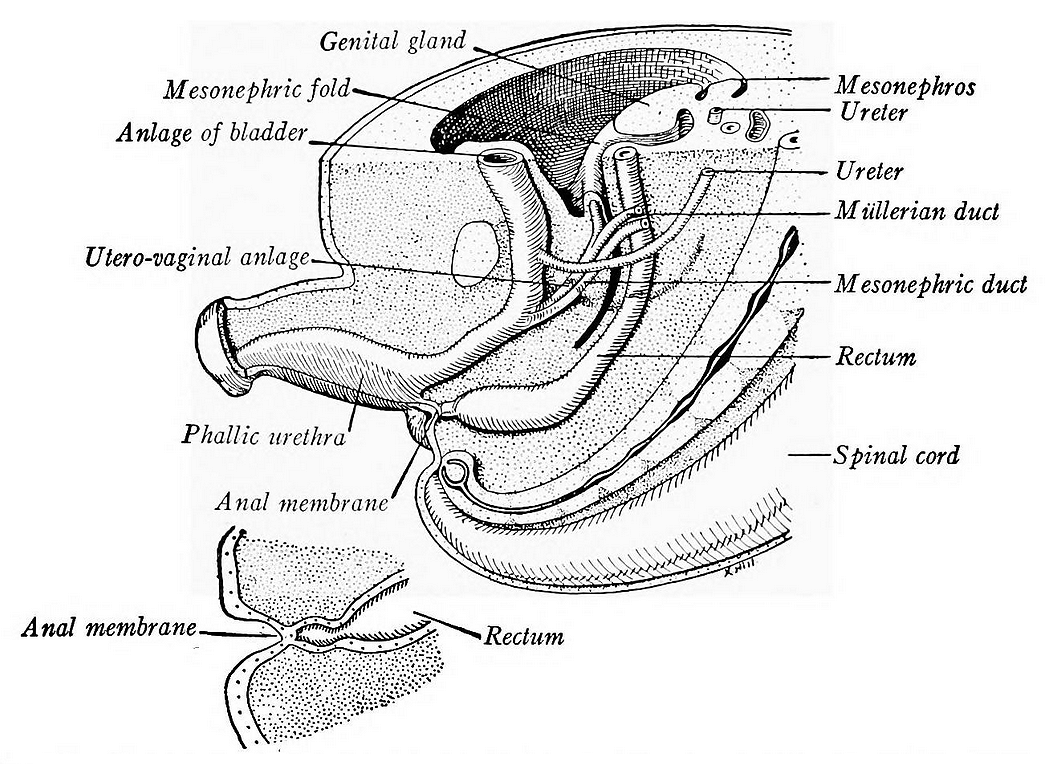 Genital gland
Mesonephric fold
Anlage of bladder
Mesonephros
Ureter
Ureter
Müllerian duct
Utero-vaginal anlage
Mesonephric duct
Rectum
Phallic urethra
Spinal cord
Anal membrane
Anal membrane
Rectum